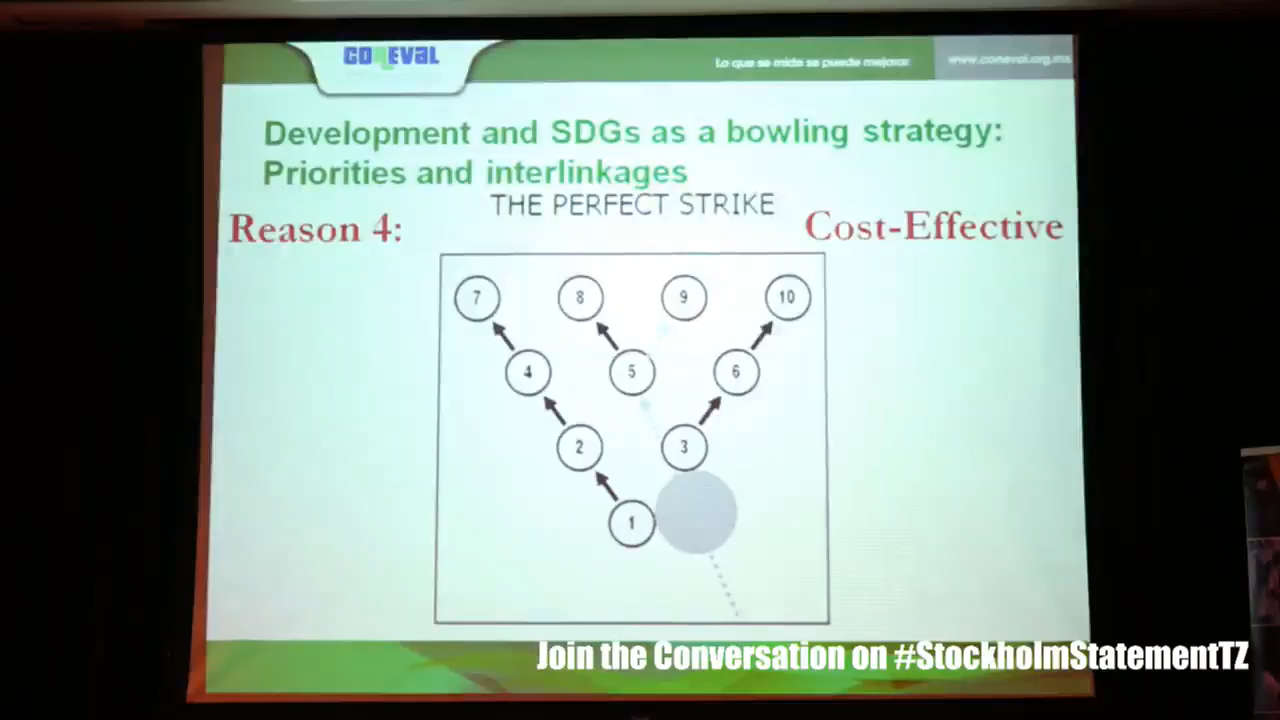 CONEVAL
Lo que se mide se puede mejorar
www.coneval.org.mx
Development and SDGs as a bowling strategy:
Priorities and interlinkages
THE PERFECT STRIKE
Reason 4:
Cost-Effective
7 8 9 10
4 5 6
2 3
1
Join the Conversation on #StockholmStatementTZ